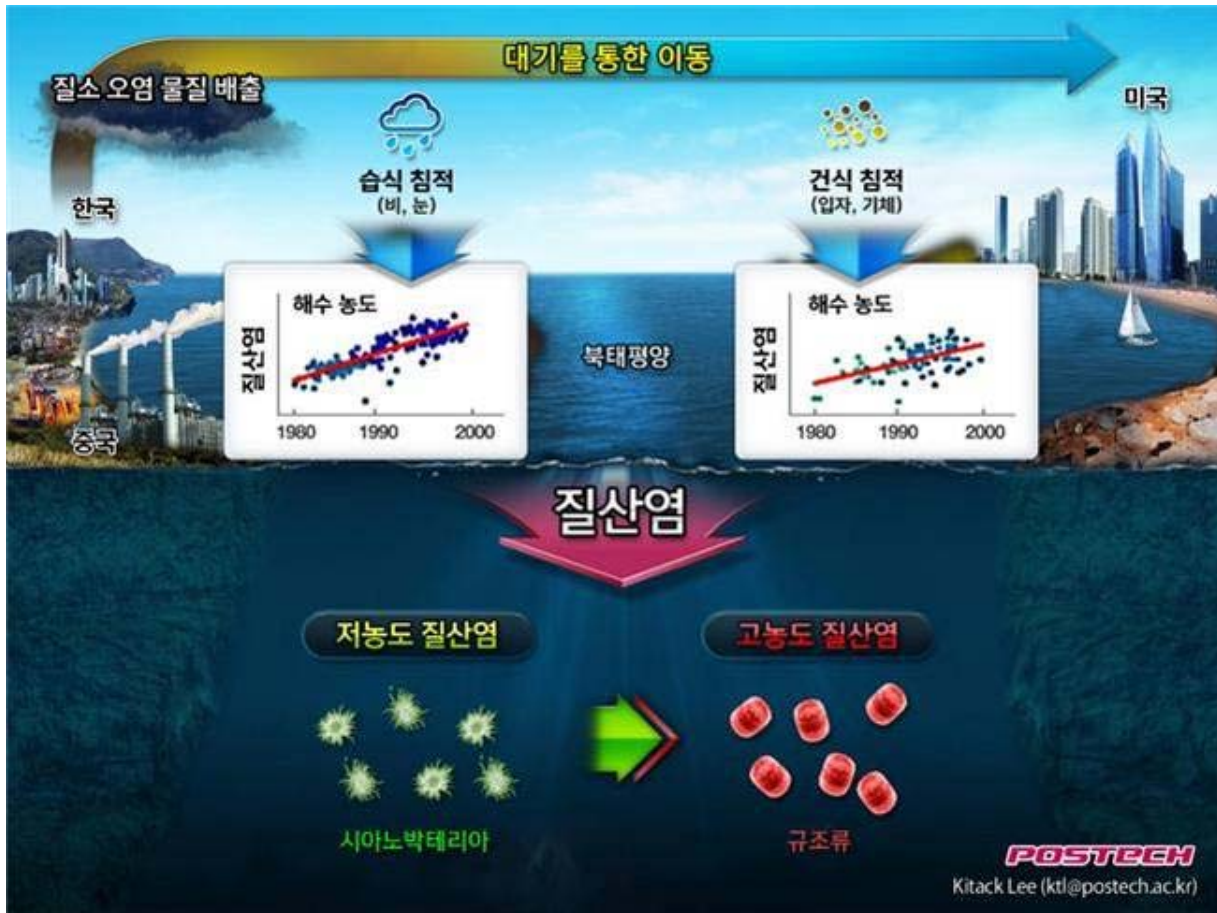 대기를 통한 이동
질소 오염 물질 배출
미국
습식 침적
(비, 눈)
건식 침적
(입자, 기체)
한국
중국
해수 농도
질산염
1980 1990 2000
북태평양
해수 농도
질산염
1980 1990 2000
질산염
저농도 질산염
고농도 질산염
시아노박테리아
규조류
POSTECH
Kitack Lee (ktl@postech.ac.kr)